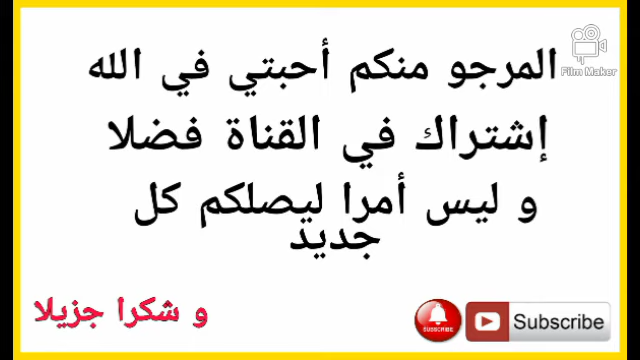 المرجو منكم أحبتي في الله
Film Maker
إشتراك في القناة فضلا
و ليس أمرا ليصلكم كل
جديد
و شكرا جزيلا
SUBSCRIBE
Subscribe